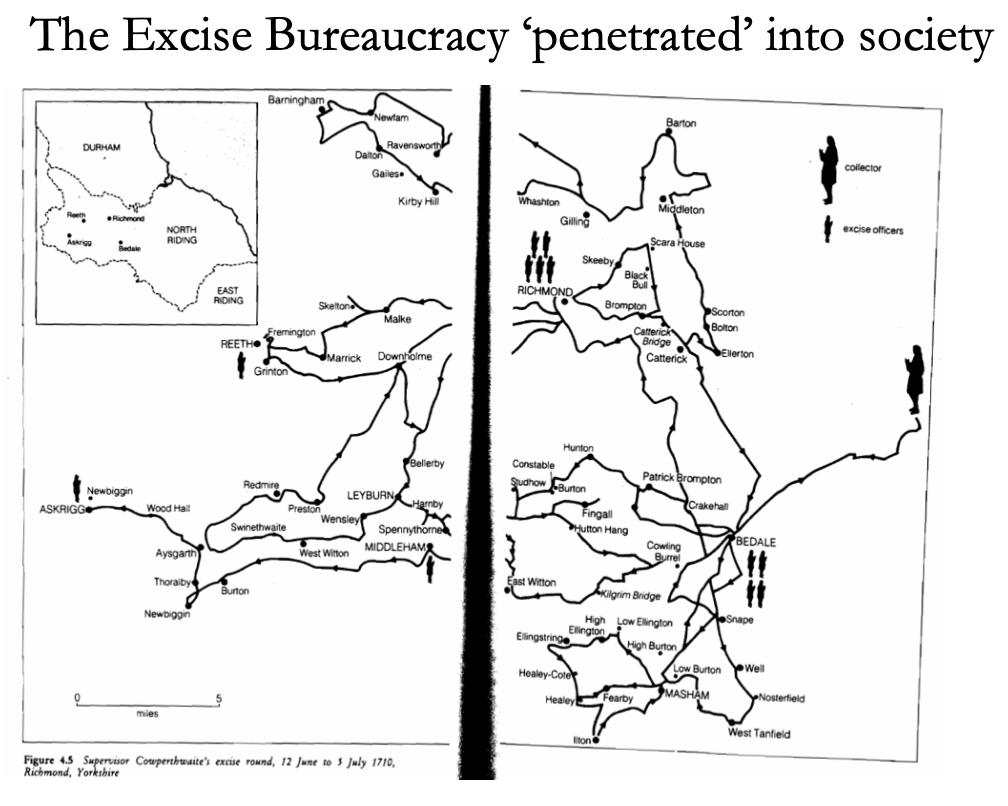 The Excise Bureaucracy ‘penetrated’ into society
DURHAM
Reeth
Richmond
Askrigg
Bedale
NORTH
RIDING
EAST
RIDING
Barningham
Newfam
Dalton
Ravensworth
Gailes
Kirby Hill
Skelton
Malke
Fremington
REETH
Grinton
Marrick
Downholme
Bellerby
Redmire
Preston
LEYBURN
Harnby
Wensley
Spennythorne
Newbiggin
ASKRIGG
Wood Hall
Swinethwaite
West Witton
MIDDLEHAM
Aysgarth
Thoralby
Burton
Newbiggin
0 5
miles
Barton
Whashton
Gilling
Middleton
collector
excise officers
Scara House
Skeeby
Black
Bull
RICHMOND
Brompton
Scorton
Bolton
Catterick
Bridge
Catterick
Ellerton
Hunton
Constable
Studhow
Burton
Patrick Brompton
Crakehall
Fingall
Hutton Hang
Cowling
Burrel
BEDALE
East Witton
Kilgrim Bridge
High
Ellington
Low Ellington
Snape
Ellingstring
High Burton
Healey-Cote
Low Burton
Well
Healey
Fearby
MASHAM
Nosterfield
West Tanfield
Ilton
Figure 4.5 Supervisor Cowperthwaite's excise round, 12 June to 5 July 1710,
Richmond, Yorkshire